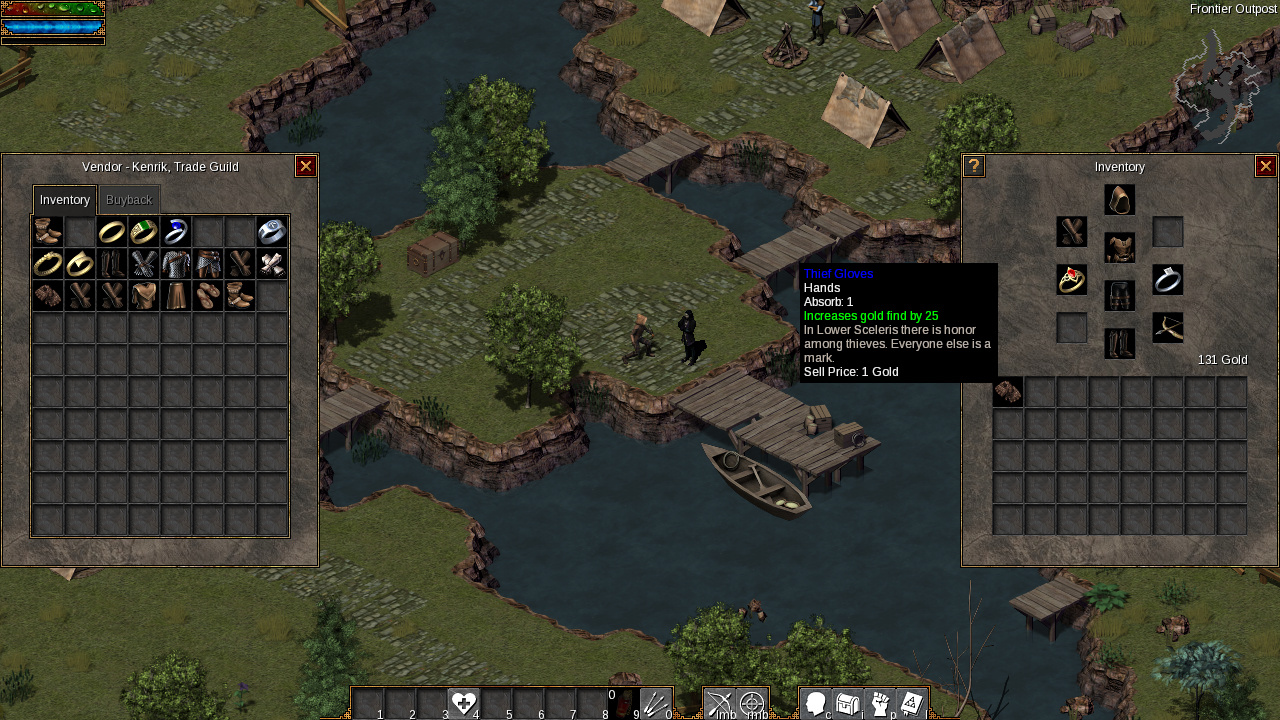 Frontier Outpost
Vendor - Kenrik, Trade Guild
Inventory
Buyback
Inventory
?
Thief Gloves
Hands
Absorb: 1
Increases gold find by 25
In Lower Sceleris there is honor
among thieves. Everyone else is a
mark.
Sell Price: 1 Gold
131 Gold
0
1 2 3 4 5 6 7 8 9 0 lmb rmb c i p l